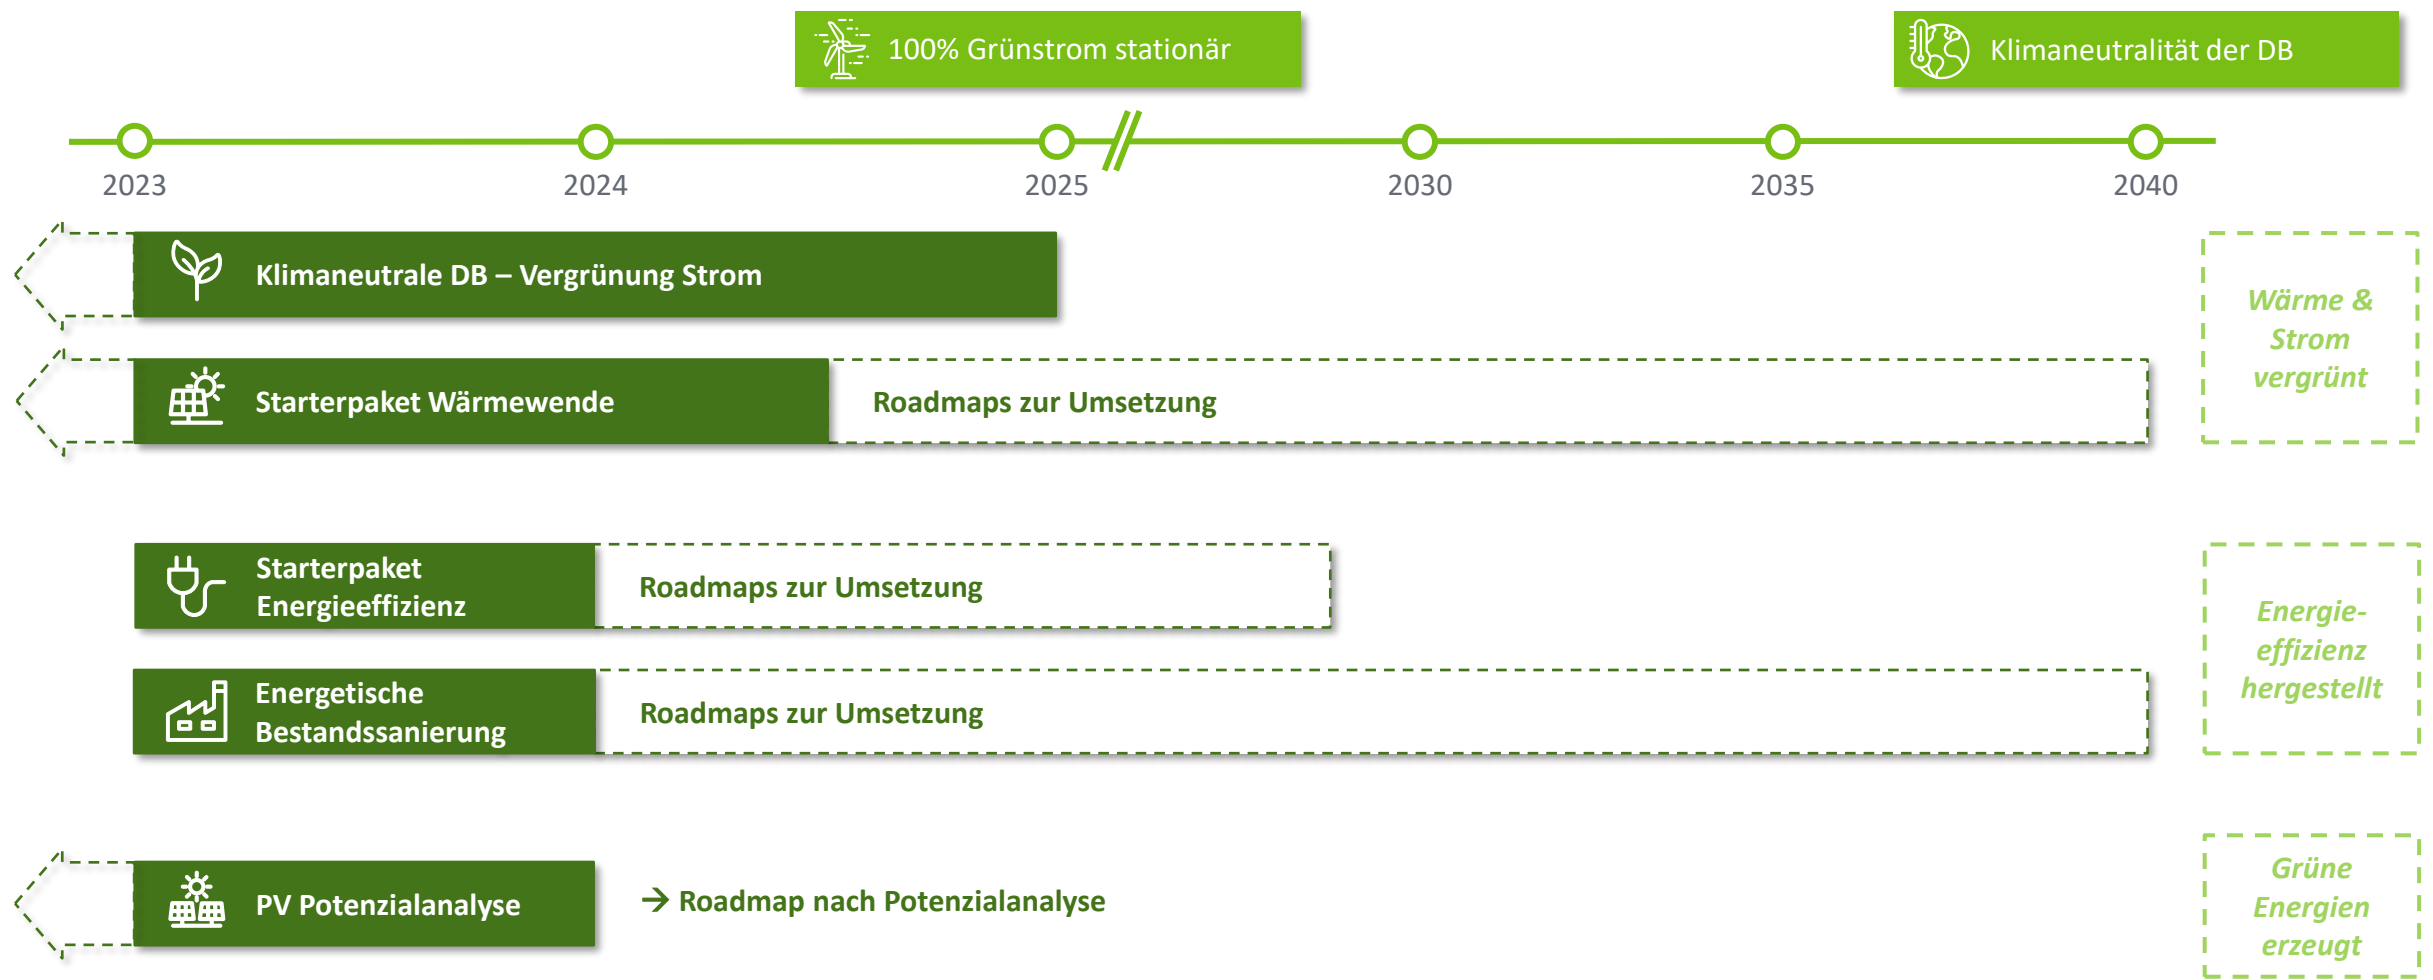 100% Grünstrom stationär
Klimaneutralität der DB
2023
2024
2025
2030
2035
2040
Klimaneutrale DB – Vergrünung Strom
Starterpaket Wärmewende
Roadmaps zur Umsetzung
Wärme &
Strom
vergrünt
Starterpaket
Energieeffizienz
Roadmaps zur Umsetzung
Energetische
Bestandssanierung
Roadmaps zur Umsetzung
Energie-
effizienz
hergestellt
PV Potenzialanalyse
→ Roadmap nach Potenzialanalyse
Grüne
Energien
erzeugt